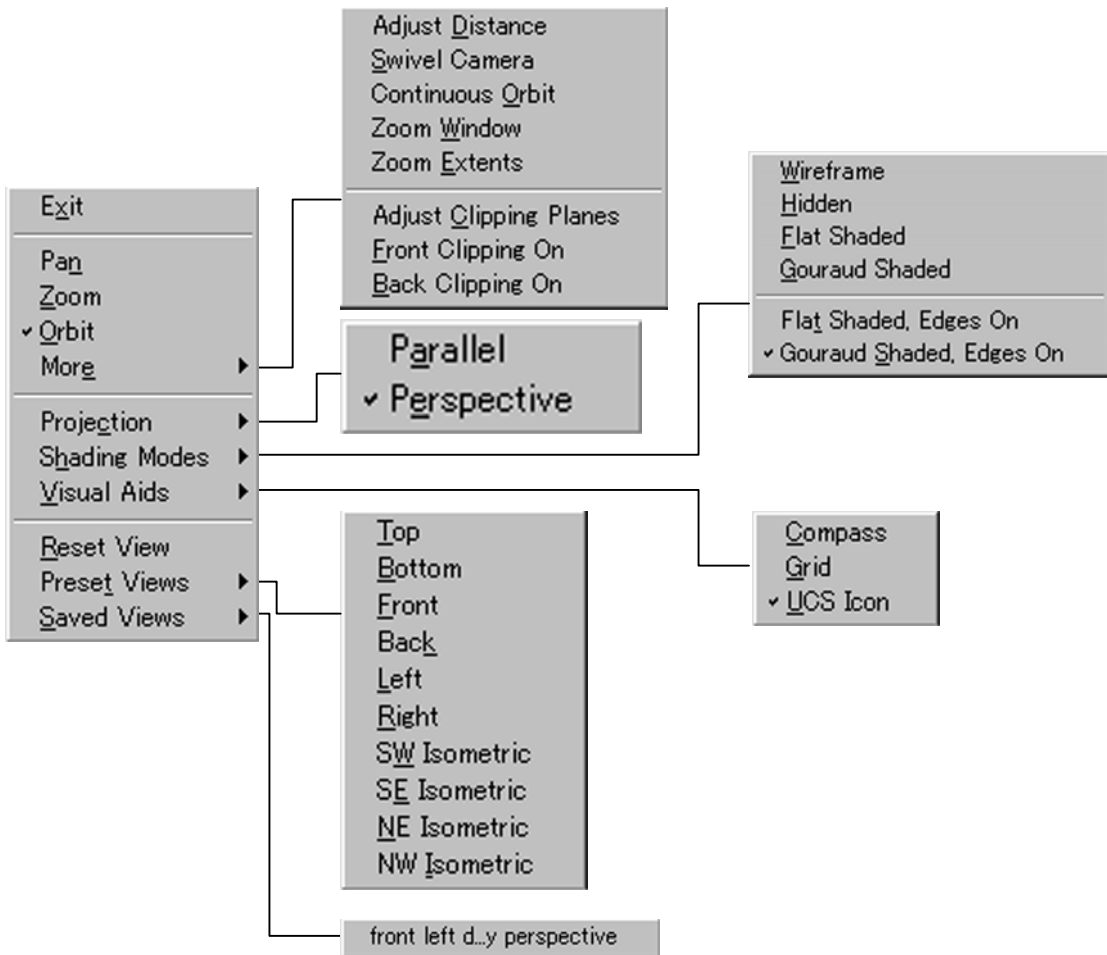 Exit
Pan
Zoom
Orbit
More
Projection
Shading Modes
Visual Aids
Reset View
Preset Views
Saved Views
Adjust Distance
Swivel Camera
Continuous Orbit
Zoom Window
Zoom Extents
Adjust Clipping Planes
Front Clipping On
Back Clipping On
Parallel
Perspective
Wireframe
Hidden
Flat Shaded
Gouraud Shaded
Flat Shaded, Edges On
Gouraud Shaded, Edges On
Compass
Grid
UCS Icon
Top
Bottom
Front
Back
Left
Right
SW Isometric
SE Isometric
NE Isometric
NW Isometric
front left d...y perspective